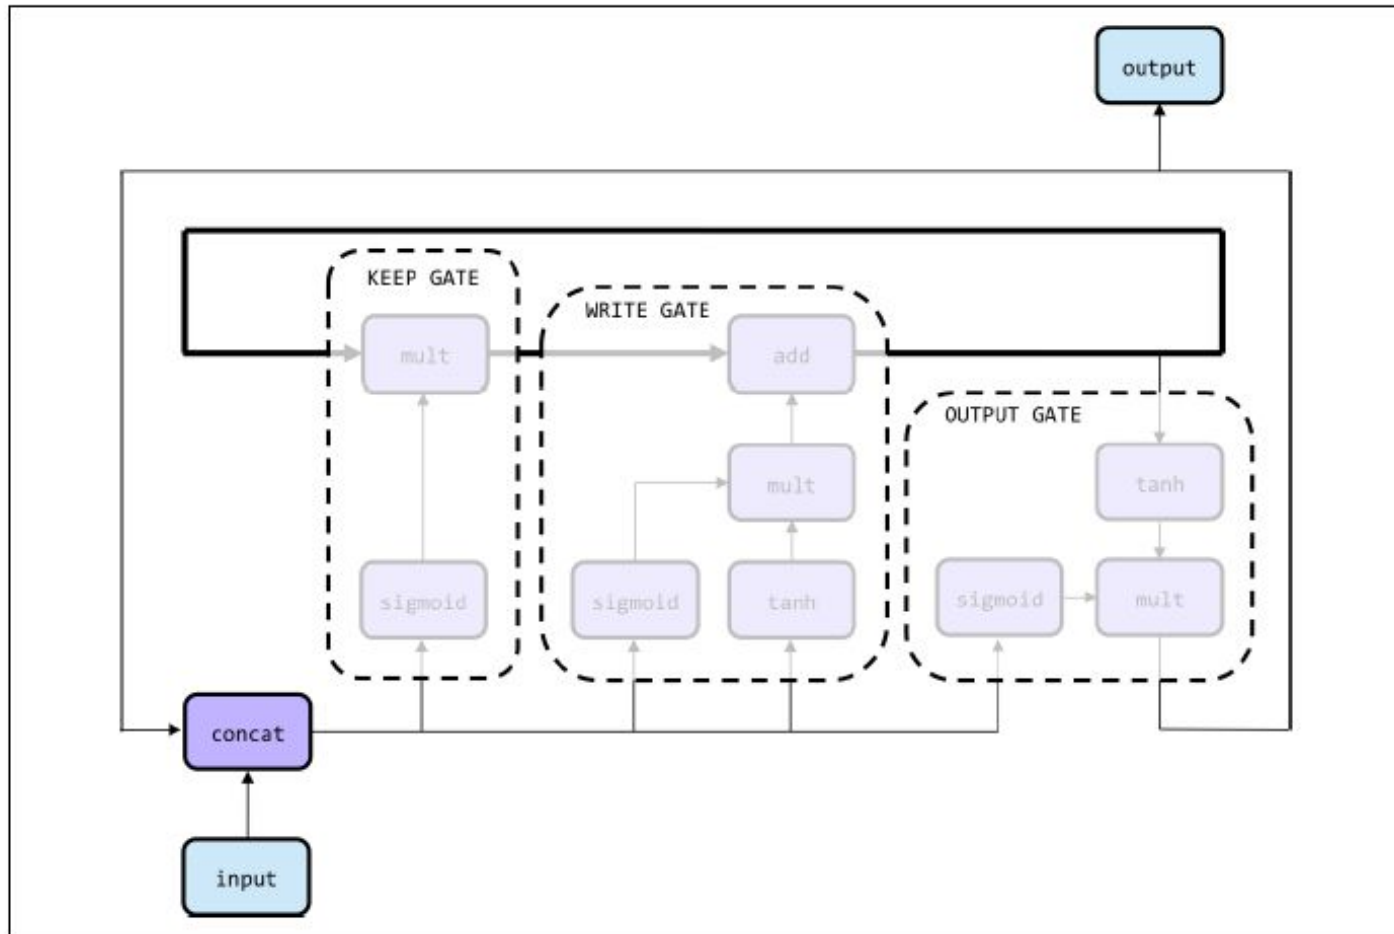 output
KEEP GATE
WRITE GATE
mult
add
OUTPUT GATE
mult
tanh
sigmoid
sigmoid
tanh
sigmoid
mult
concat
input